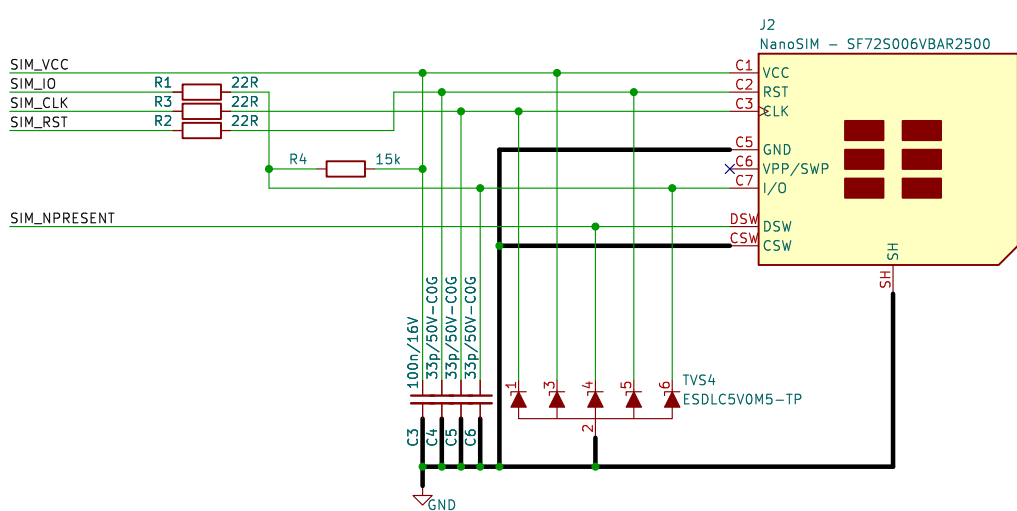 J2
NanoSIM – SF72S006VBAR2500
SIM_VCC
C1
VCC
SIM_IO
R1
22R
C2
RST
SIM_CLK
R3
22R
C3
CLK
SIM_RST
R2
22R
C5
GND
R4
15k
C6
VPP/SWP
C7
I/O
SIM_NPRESENT
DSW
DSW
CSW
CSW
SH
SH
100n/16V
33p/50V-C0G
33p/50V-C0G
33p/50V-C0G
1
3
4
5
6
TVS4
ESDLC5V0M5-TP
2
C3
C4
C5
C6
GND